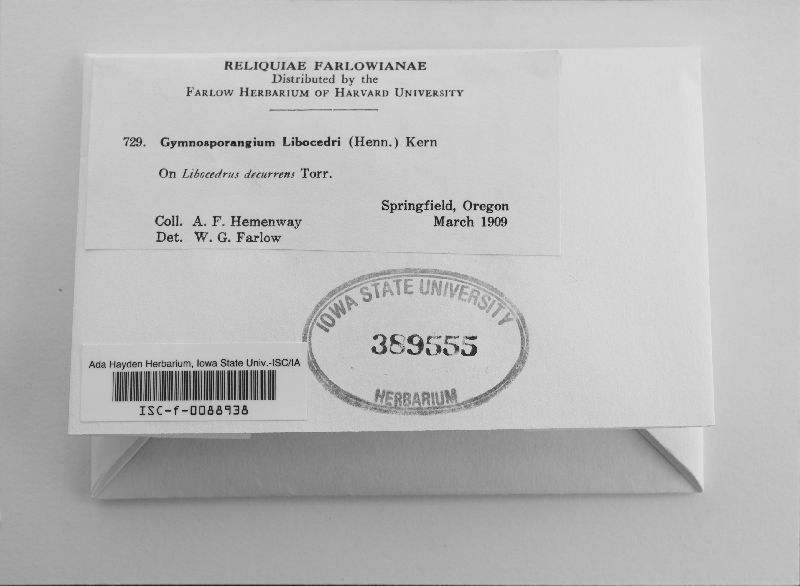 RELIQUIAE FARLOWIANAE
Distributed by the
FARLOW HERBARIUM OF HARVARD UNIVERSITY
729. Gymnosporangium Libocedri (Henn.) Kern
On Libocedrus decurrens Torr.
Springfield, Oregon
March 1909
Coll. A. F. Hemenway
Det. W. G. Farlow
IOWA STATE UNIVERSITY
389555
HERBARIUM
Ada Hayden Herbarium, Iowa State Univ.-ISC/IA
ISC-f-0088938